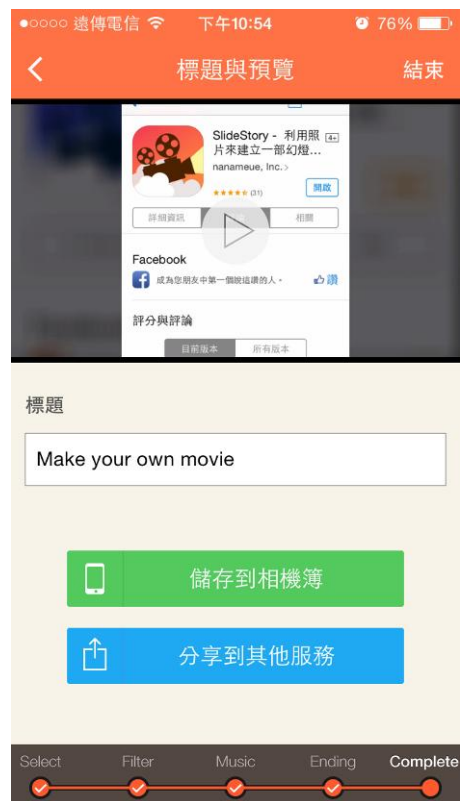 遠傳電信 下午10:54 76%
標題與預覽 結束
SlideStory - 利用照 4+
片來建立一部幻燈...
nanameue, Inc. >
(31) 開啟
詳細資訊 相關
Facebook
成為您朋友中第一個說這讚的人。 讚
評分與評論
目前版本 所有版本
標題
Make your own movie
儲存到相機簿
分享到其他服務
Select Filter Music Ending Complete